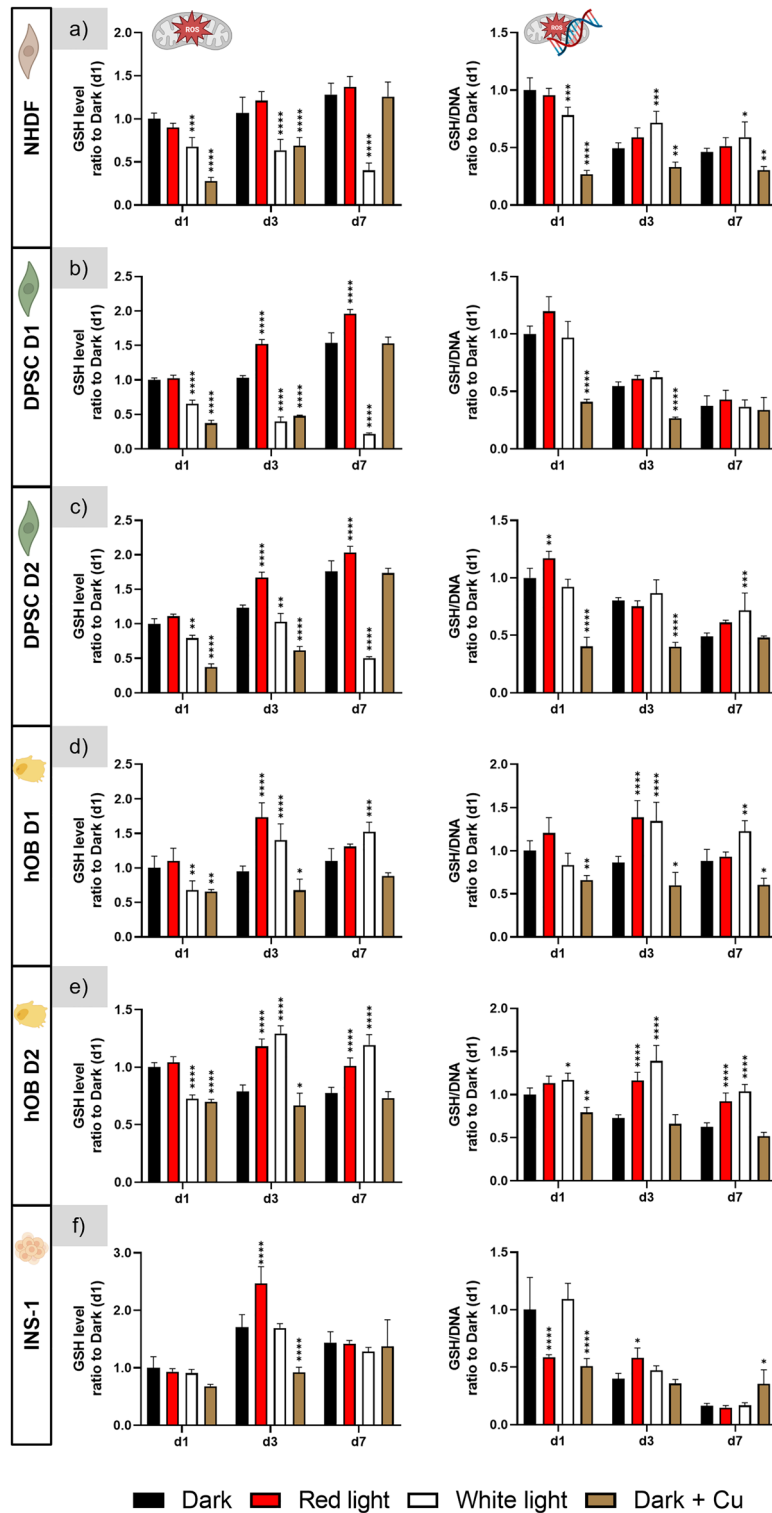 NHDF
a)
ROS
GSH level
ratio to Dark (d1)
2.0
1.5
1.0
0.5
0.0
*** **** **** **** ****
d1 d3 d7
ROS
GSH/DNA
ratio to Dark (d1)
1.5
1.0
0.5
0.0
*** **** *** ** * **
d1 d3 d7
DPSC D1
b)
GSH level
ratio to Dark (d1)
2.5
2.0
1.5
1.0
0.5
0.0
**** **** **** **** **** **** ****
d1 d3 d7
GSH/DNA
ratio to Dark (d1)
1.5
1.0
0.5
0.0
**** ****
d1 d3 d7
DPSC D2
c)
GSH level
ratio to Dark (d1)
2.5
2.0
1.5
1.0
0.5
0.0
** **** **** ** **** **** ****
d1 d3 d7
GSH/DNA
ratio to Dark (d1)
1.5
1.0
0.5
0.0
** **** **** ***
d1 d3 d7
hOB D1
d)
GSH level
ratio to Dark (d1)
2.5
2.0
1.5
1.0
0.5
0.0
** ** **** **** * ***
d1 d3 d7
GSH/DNA
ratio to Dark (d1)
2.0
1.5
1.0
0.5
0.0
** **** **** * ** *
d1 d3 d7
hOB D2
e)
GSH level
ratio to Dark (d1)
1.5
1.0
0.5
0.0
**** **** **** **** * **** ****
d1 d3 d7
GSH/DNA
ratio to Dark (d1)
2.0
1.5
1.0
0.5
0.0
* ** **** **** **** ****
d1 d3 d7
INS-1
f)
GSH level
ratio to Dark (d1)
3.0
2.0
1.0
0.0
**** ****
d1 d3 d7
GSH/DNA
ratio to Dark (d1)
1.5
1.0
0.5
0.0
**** **** * *
d1 d3 d7
Dark Red light White light Dark + Cu